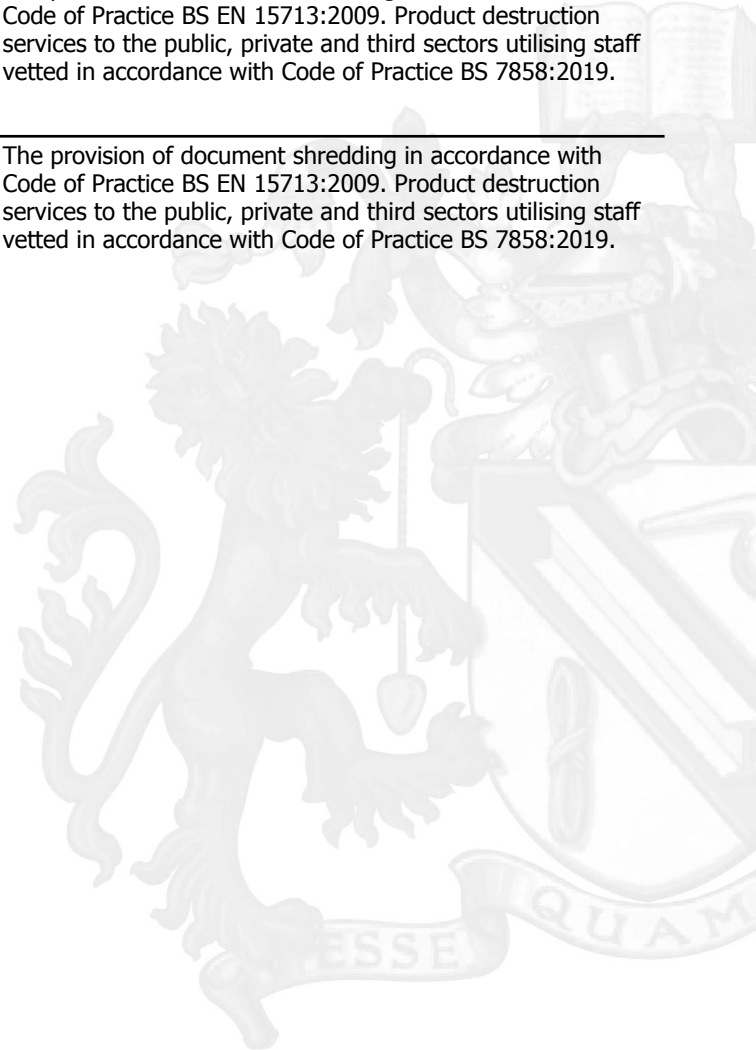 Code of Practice BS EN 15713:2009. Product destruction
services to the public, private and third sectors utilising staff
vetted in accordance with Code of Practice BS 7858:2019.
The provision of document shredding in accordance with
Code of Practice BS EN 15713:2009. Product destruction
services to the public, private and third sectors utilising staff
vetted in accordance with Code of Practice BS 7858:2019.
ESSE QUAM